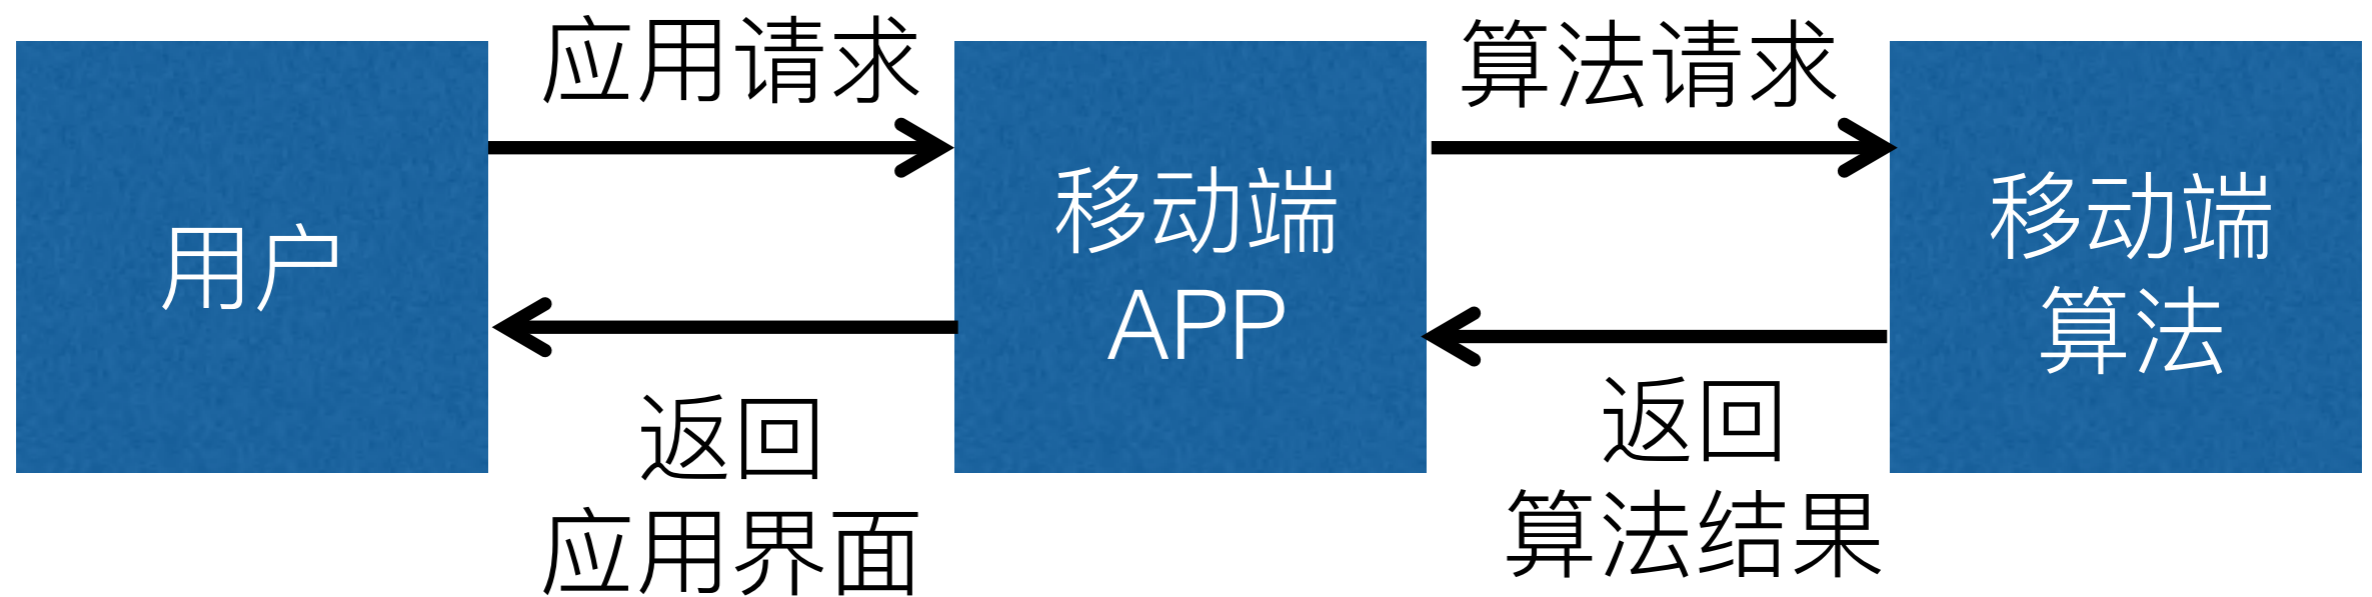 应用请求
算法请求
用户
移动端
APP
移动端
算法
返回
应用界面
返回
算法结果